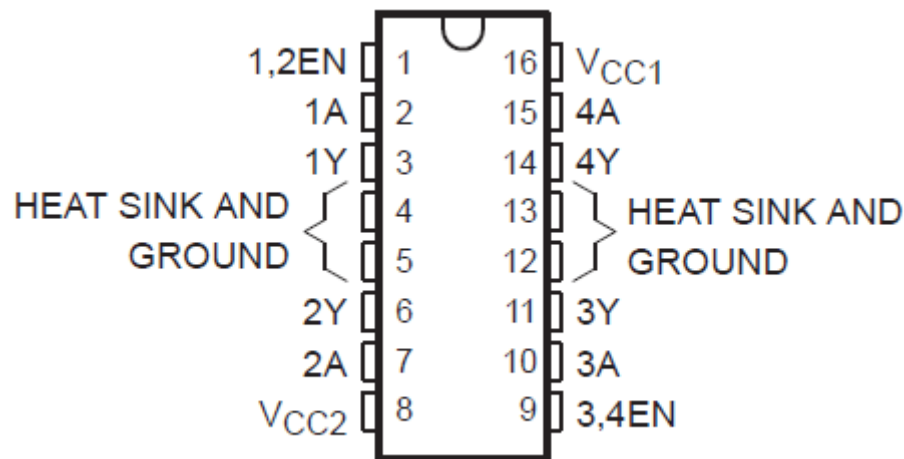 1,2EN 1 16 VCC1
1A 2 15 4A
1Y 3 14 4Y
HEAT SINK AND 4 13 HEAT SINK AND
GROUND 5 12 GROUND
2Y 6 11 3Y
2A 7 10 3A
VCC2 8 9 3,4EN